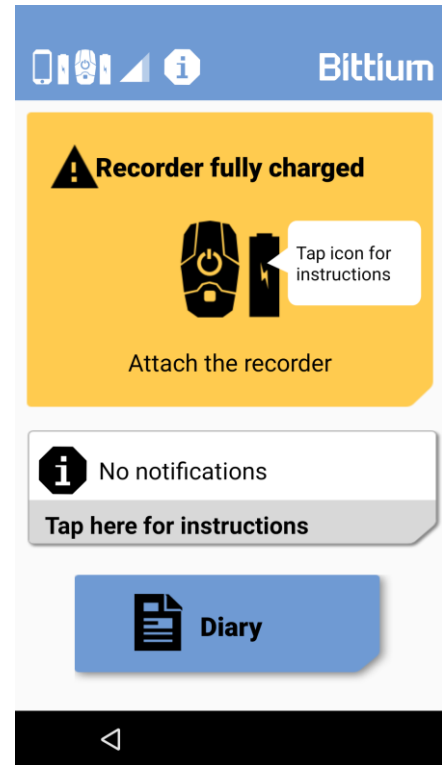 Bittium
Recorder fully charged
Tap icon for
instructions
Attach the recorder
No notifications
Tap here for instructions
Diary